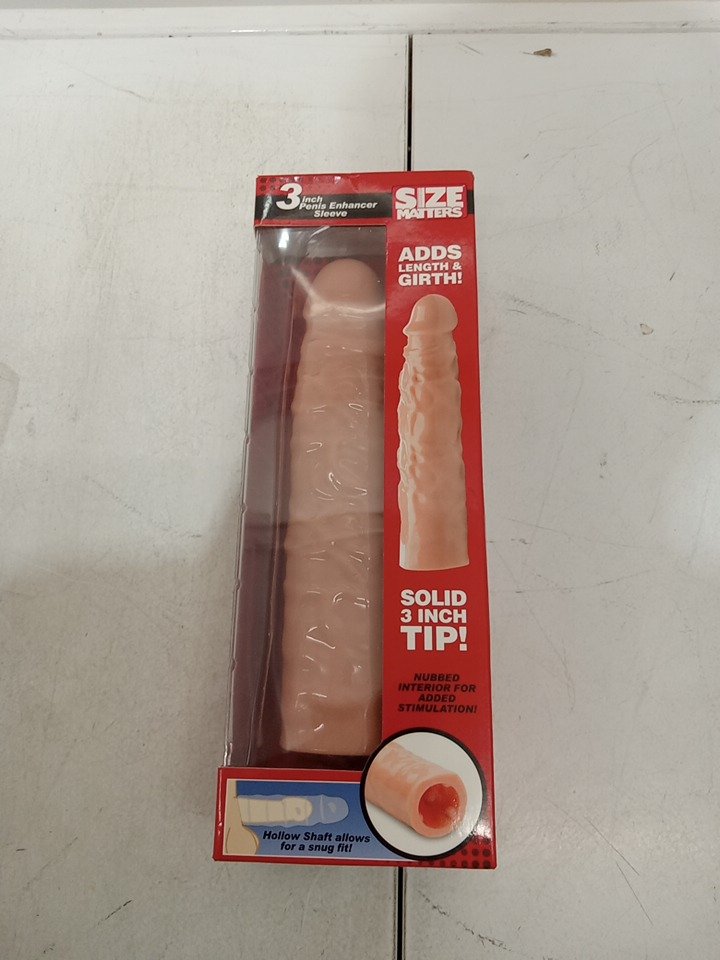 3 inch
Penis Enhancer
Sleeve
SIZE
MATTERS
ADDS
LENGTH &
GIRTH!
SOLID
3 INCH
TIP!
NUBBED
INTERIOR FOR
ADDED
STIMULATION!
Hollow Shaft allows
for a snug fit!